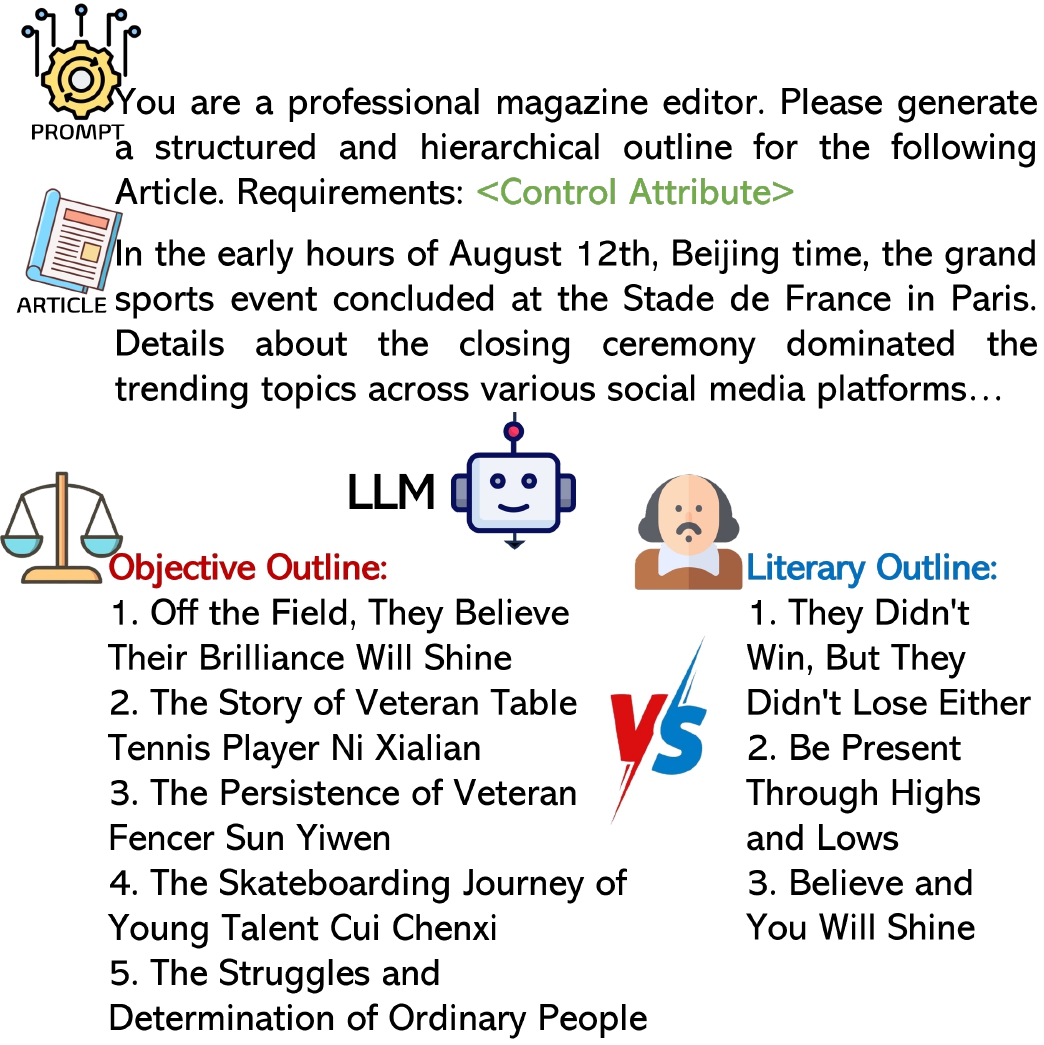 PROMPT
You are a professional magazine editor. Please generate
a structured and hierarchical outline for the following
Article. Requirements: <Control Attribute>
ARTICLE
In the early hours of August 12th, Beijing time, the grand
sports event concluded at the Stade de France in Paris.
Details about the closing ceremony dominated the
trending topics across various social media platforms…
LLM
Objective Outline:
1. Off the Field, They Believe
Their Brilliance Will Shine
2. The Story of Veteran Table
Tennis Player Ni Xialian
3. The Persistence of Veteran
Fencer Sun Yiwen
4. The Skateboarding Journey of
Young Talent Cui Chenxi
5. The Struggles and
Determination of Ordinary People
VS
Literary Outline:
1. They Didn't
Win, But They
Didn't Lose Either
2. Be Present
Through Highs
and Lows
3. Believe and
You Will Shine